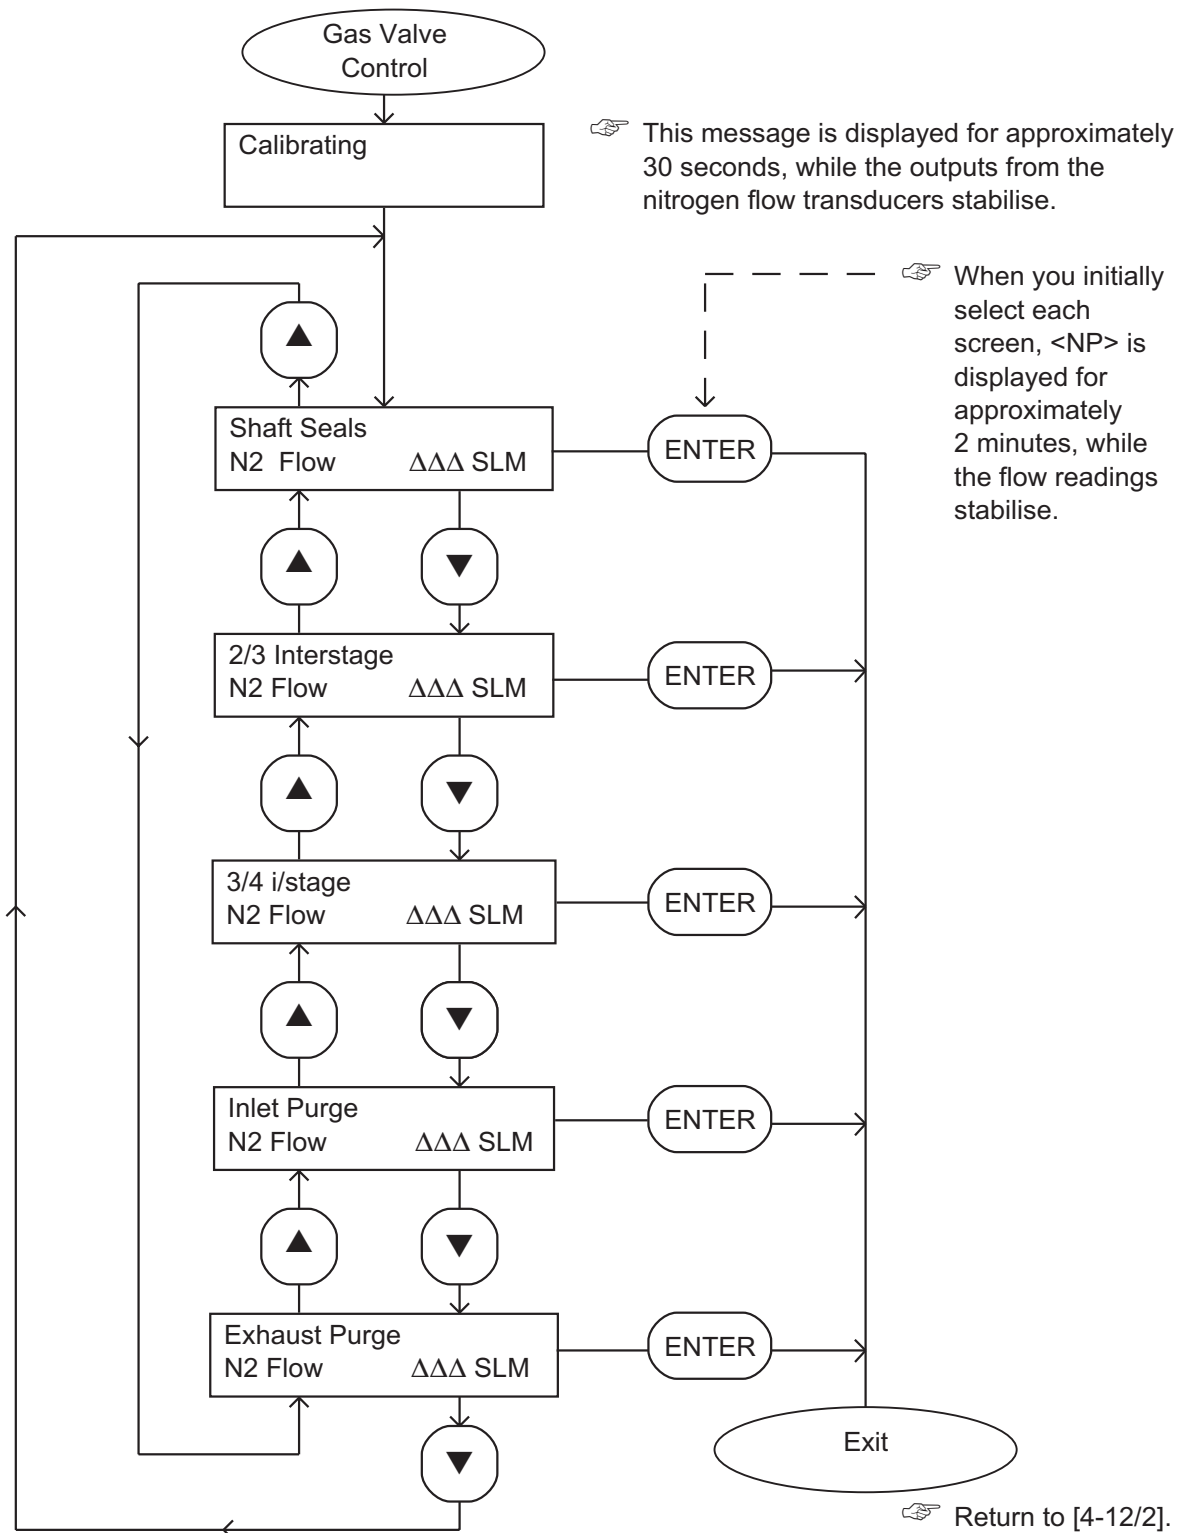 Gas Valve
Control
Calibrating
☞ This message is displayed for approximately
30 seconds, while the outputs from the
nitrogen flow transducers stabilise.
☞ When you initially
select each
screen, <NP> is
displayed for
approximately
2 minutes, while
the flow readings
stabilise.
▲
Shaft Seals
N2 Flow ΔΔΔ SLM
ENTER
▲ ▼
2/3 Interstage
N2 Flow ΔΔΔ SLM
ENTER
▲ ▼
3/4 i/stage
N2 Flow ΔΔΔ SLM
ENTER
▲ ▼
Inlet Purge
N2 Flow ΔΔΔ SLM
ENTER
▲ ▼
Exhaust Purge
N2 Flow ΔΔΔ SLM
ENTER
▼
Exit
☞ Return to [4-12/2].